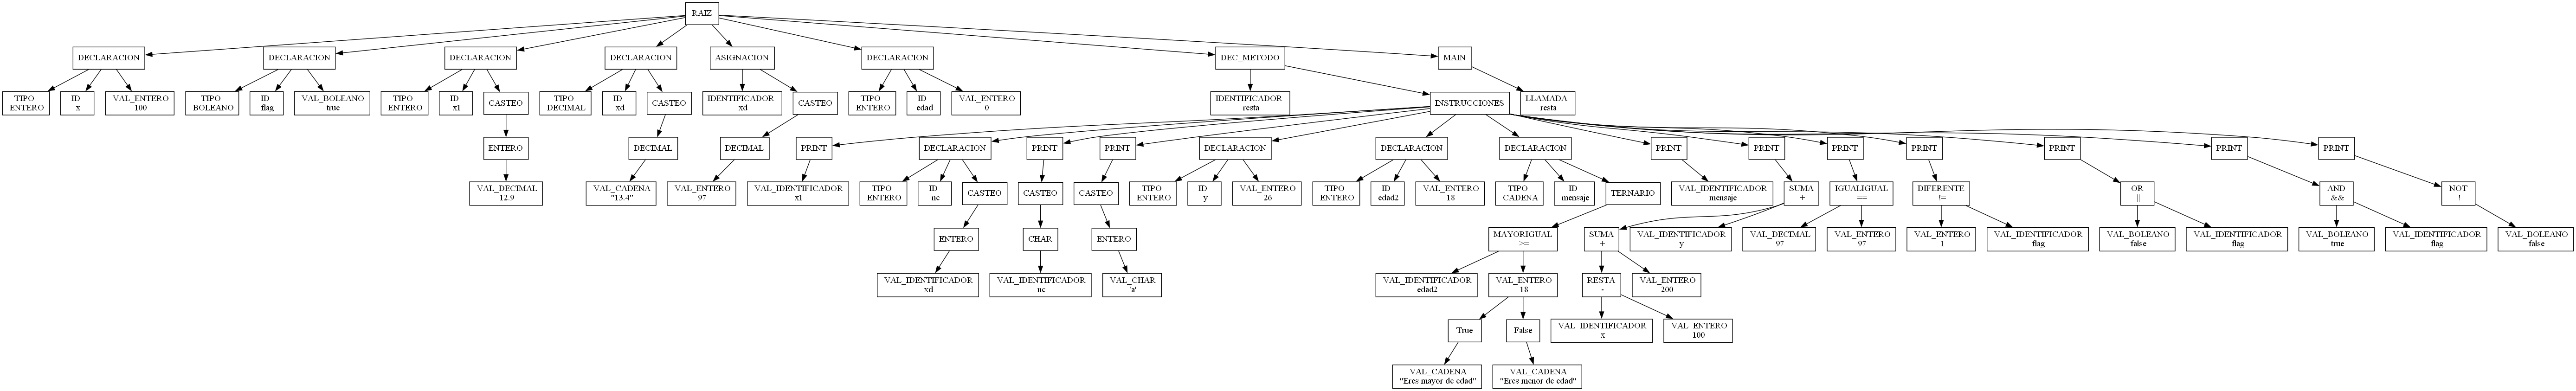 RAIZ
DECLARACION
DECLARACION
DECLARACION
DECLARACION
ASIGNACION
DECLARACION
DEC_METODO
MAIN
TIPO
ENTERO
ID
x
VAL_ENTERO
100
TIPO
BOLEANO
ID
flag
VAL_BOLEANO
true
TIPO
ENTERO
ID
x1
CASTEO
TIPO
DECIMAL
ID
xd
CASTEO
IDENTIFICADOR
xd
CASTEO
TIPO
ENTERO
ID
edad
VAL_ENTERO
0
IDENTIFICADOR
resta
INSTRUCCIONES
LLAMADA
resta
ENTERO
DECIMAL
DECIMAL
PRINT
DECLARACION
PRINT
PRINT
DECLARACION
DECLARACION
DECLARACION
PRINT
PRINT
PRINT
PRINT
PRINT
PRINT
PRINT
VAL_DECIMAL
12.9
VAL_CADENA
"13.4"
VAL_ENTERO
97
VAL_IDENTIFICADOR
x1
TIPO
ENTERO
ID
nc
CASTEO
CASTEO
CASTEO
TIPO
ENTERO
ID
y
VAL_ENTERO
26
TIPO
ENTERO
ID
edad2
VAL_ENTERO
18
TIPO
CADENA
ID
mensaje
TERNARIO
VAL_IDENTIFICADOR
mensaje
SUMA
+
IGUALIGUAL
==
DIFERENTE
!=
OR
||
AND
&&
NOT
!
ENTERO
CHAR
ENTERO
MAYORIGUAL
>=
SUMA
+
VAL_IDENTIFICADOR
y
VAL_DECIMAL
97
VAL_ENTERO
97
VAL_ENTERO
1
VAL_IDENTIFICADOR
flag
VAL_BOLEANO
false
VAL_IDENTIFICADOR
flag
VAL_BOLEANO
true
VAL_IDENTIFICADOR
flag
VAL_BOLEANO
false
VAL_IDENTIFICADOR
xd
VAL_IDENTIFICADOR
nc
VAL_CHAR
'a'
VAL_IDENTIFICADOR
edad2
VAL_ENTERO
18
RESTA
-
VAL_ENTERO
200
True
False
VAL_IDENTIFICADOR
x
VAL_ENTERO
100
VAL_CADENA
"Eres mayor de edad"
VAL_CADENA
"Eres menor de edad"